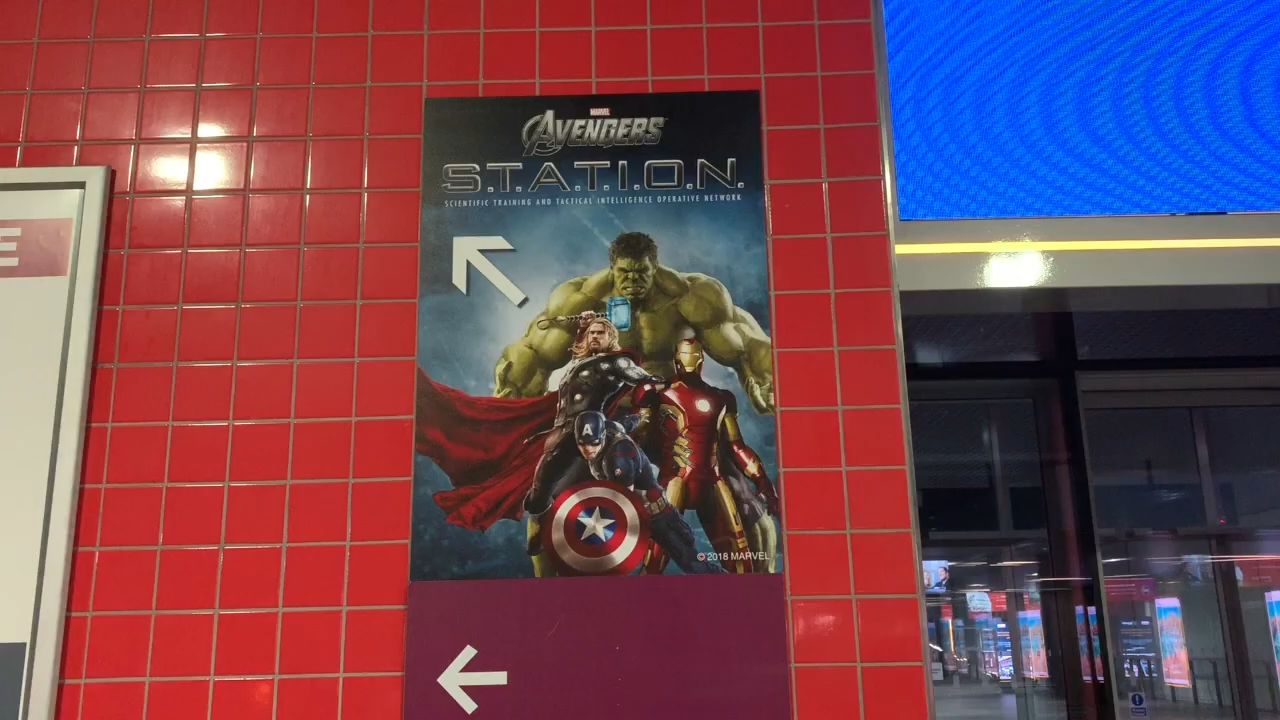 E
MARVEL
AVENGERS
S.T.A.T.I.O.N.
SCIENTIFIC TRAINING AND TACTICAL INTELLIGENCE OPERATIVE NETWORK
A
© 2018 MARVEL